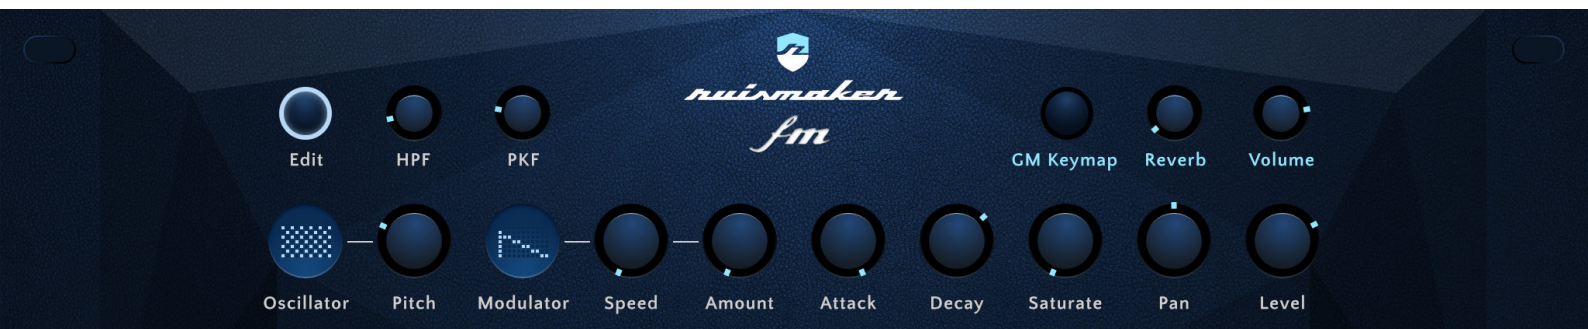 ruismaker
fm
Edit HPF PKF GM Keymap Reverb Volume
Oscillator Pitch Modulator Speed Amount Attack Decay Saturate Pan Level